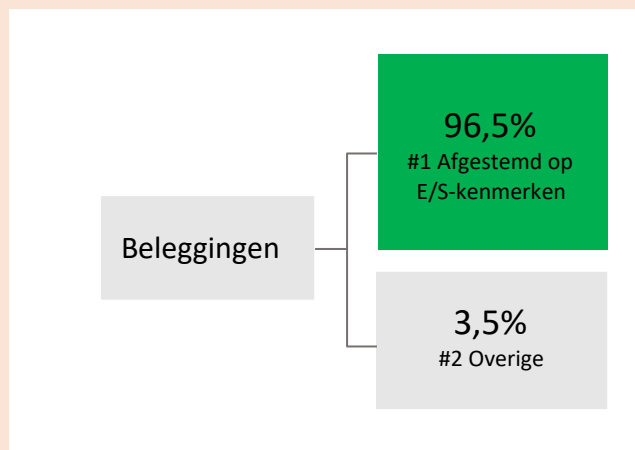 96,5%
#1 Afgestemd op
E/S-kenmerken
Beleggingen
3,5%
#2 Overige